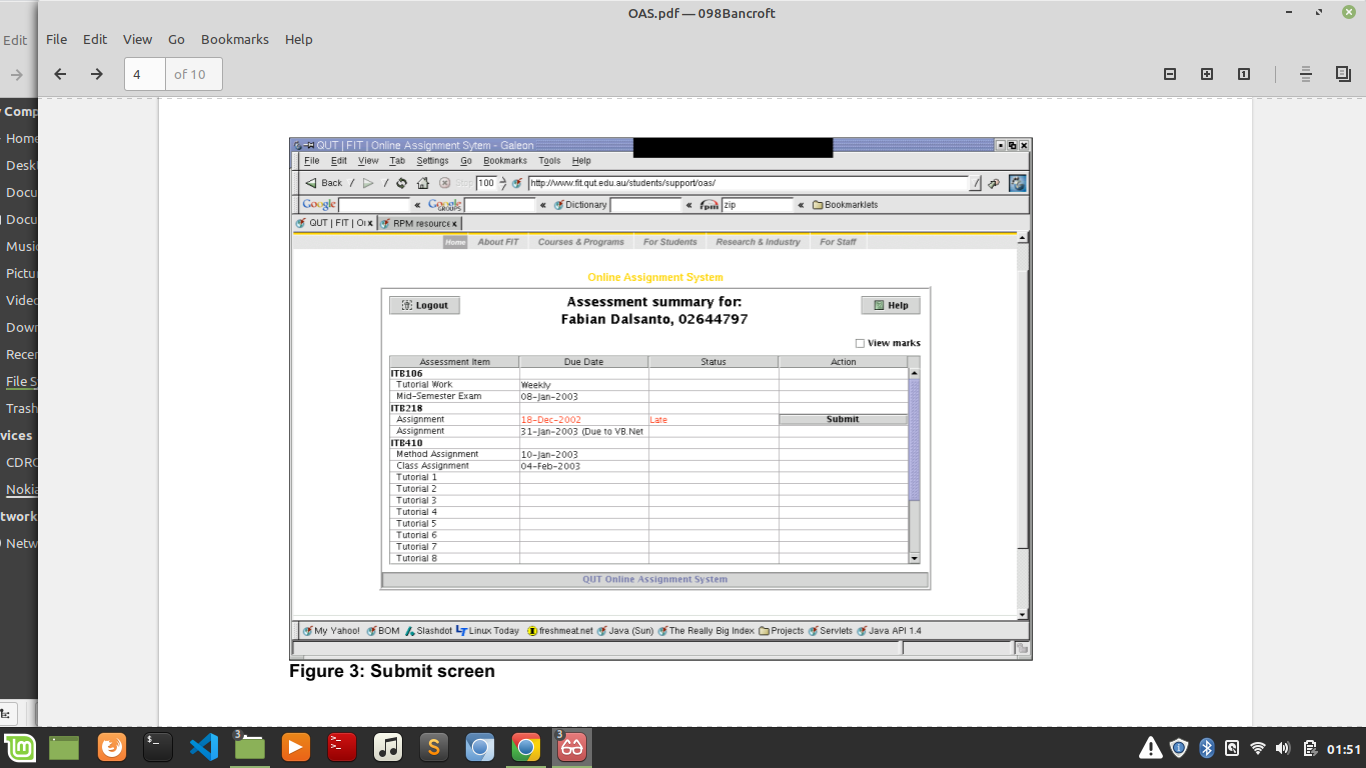 OAS.pdf — 098Bancroft
Edit
File Edit View Go Bookmarks Help
4 of 10
Comp
Home
Desk
Docu
Docu
Music
Pictu
Video
Down
Recen
File S
Trash
vices
CDRO
Nokia
twork
Netw
QUT | FIT | Online Assignment Sytem - Galeon
File Edit View Tab Settings Go Bookmarks Tools Help
Back / / Stop 100 http://www.fit.qut.edu.au/students/support/oas/
Google « Google GROUPS « Dictionary « rpm zip « Bookmarklets
QUT | FIT | O x RPM resource x
Home About FIT Courses & Programs For Students Research & Industry For Staff
Online Assignment System
Logout Assessment summary for: Help
Fabian Dalsanto, 02644797
View marks
Assessment Item Due Date Status Action
ITB106
Tutorial Work Weekly
Mid-Semester Exam 08-Jan-2003
ITB218
Assignment 18-Dec-2002 Late Submit
Assignment 31-Jan-2003 (Due to VB.Net
ITB410
Method Assignment 10-Jan-2003
Class Assignment 04-Feb-2003
Tutorial 1
Tutorial 2
Tutorial 3
Tutorial 4
Tutorial 5
Tutorial 6
Tutorial 7
Tutorial 8
QUT Online Assignment System
My Yahoo! BOM Slashdot Linux Today freshmeat.net Java (Sun) The Really Big Index Projects Servlets Java API 1.4
Figure 3: Submit screen
3 3 01:51